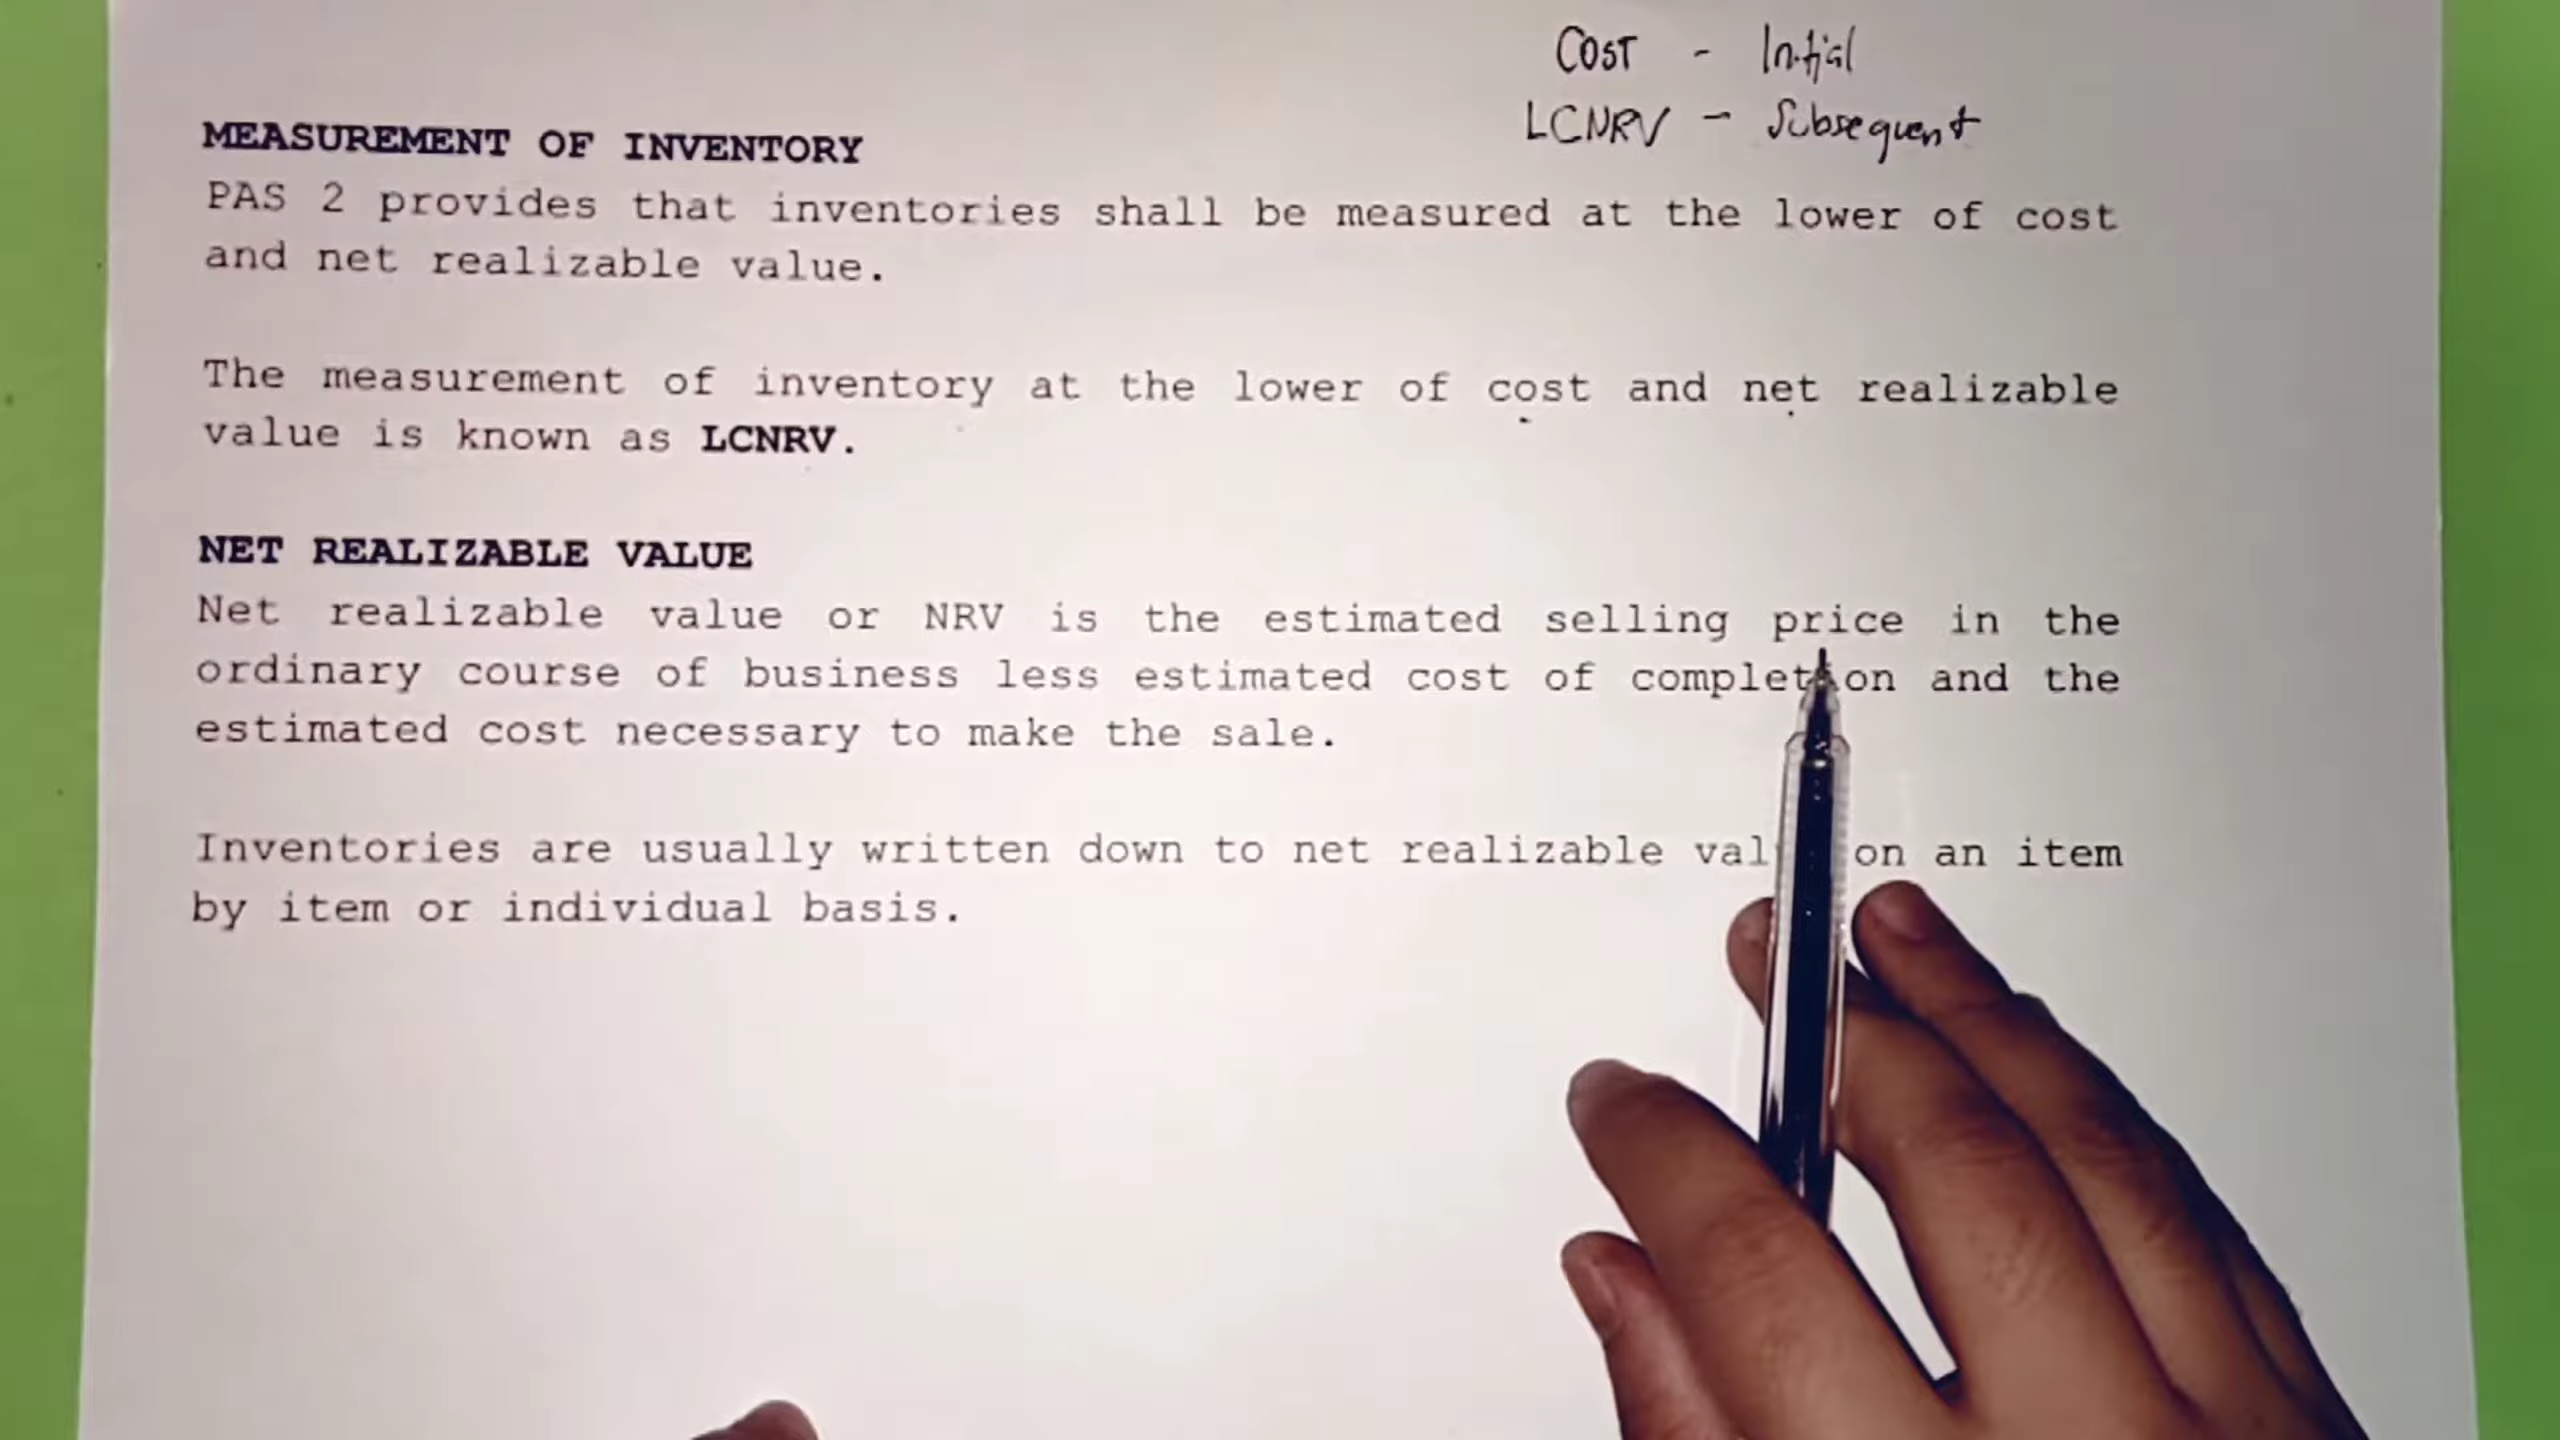 COST - Initial
LCNRV - Subsequent
MEASUREMENT OF INVENTORY
PAS 2 provides that inventories shall be measured at the lower of cost
and net realizable value.
The measurement of inventory at the lower of cost and net realizable
value is known as LCNRV.
NET REALIZABLE VALUE
Net realizable value or NRV is the estimated selling price in the
ordinary course of business less estimated cost of completion and the
estimated cost necessary to make the sale.
Inventories are usually written down to net realizable val on an item
by item or individual basis.